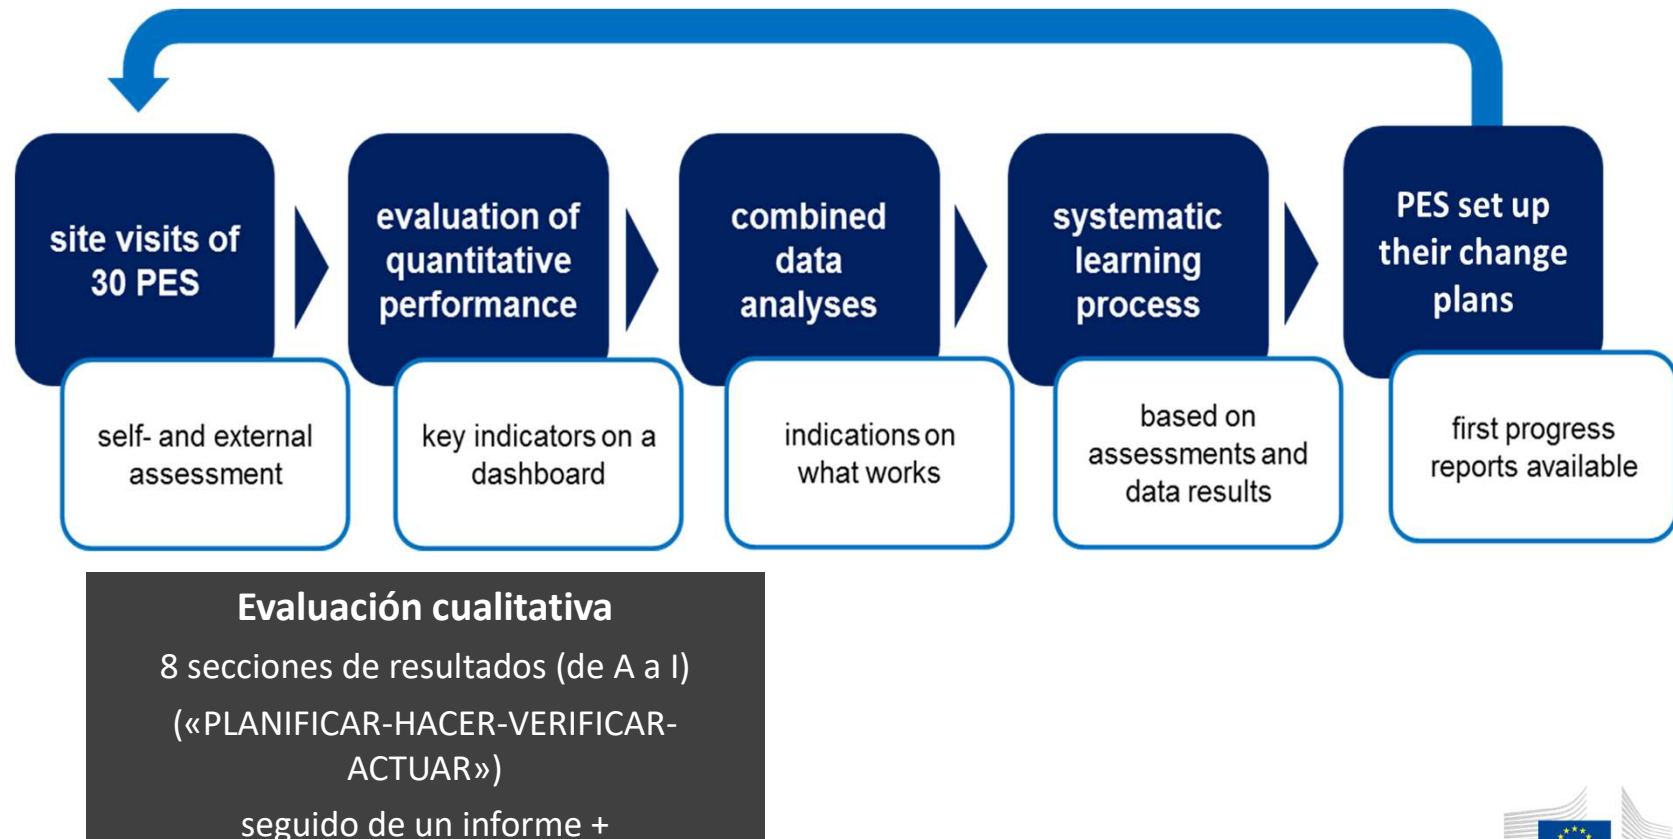 site visits of
30 PES
self- and external
assessment
evaluation of
quantitative
performance
key indicators on a
dashboard
combined
data
analyses
indications on
what works
systematic
learning
process
based on
assessments and
data results
PES set up
their change
plans
first progress
reports available
Evaluación cualitativa
8 secciones de resultados (de A a I)
(«PLANIFICAR-HACER-VERIFICAR-
ACTUAR»)
seguido de un informe +